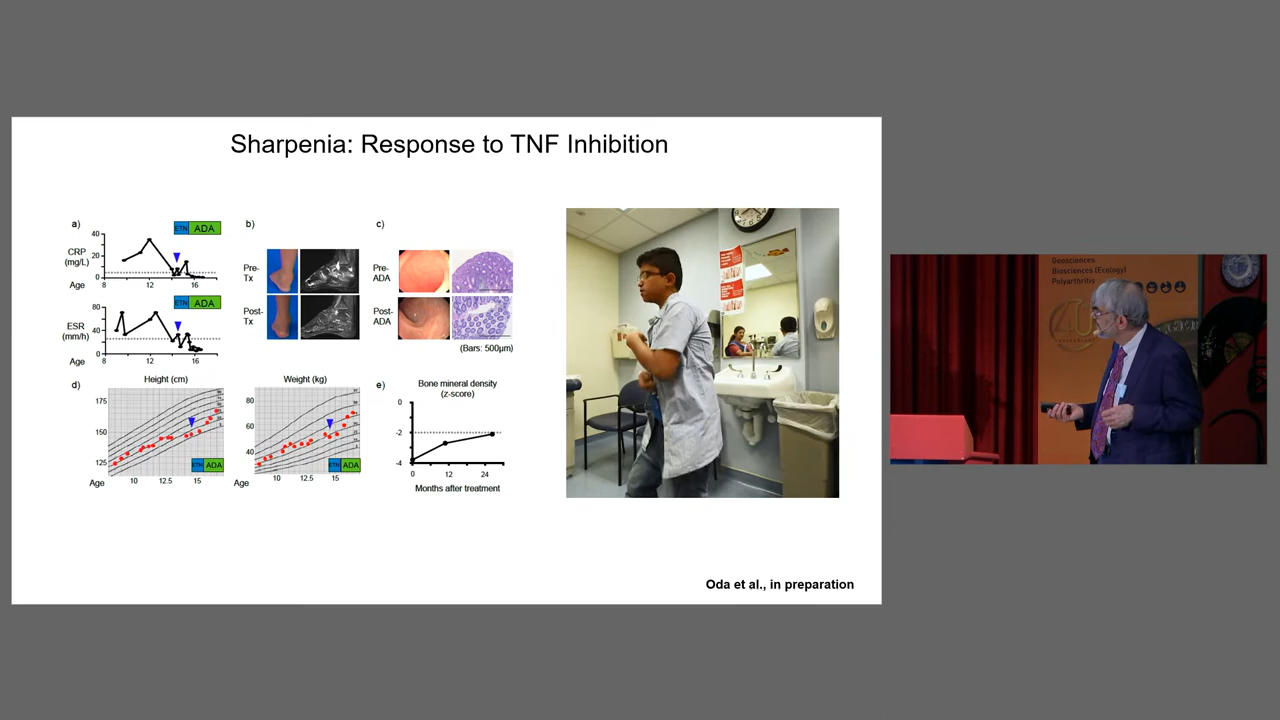 Sharpenia: Response to TNF Inhibition
a)
ETN ADA
40
CRP
(mg/L)
20
0
Age
8
12
16
ETN ADA
80
ESR
(mm/h)
40
0
Age
8
12
16
b)
Pre-
Tx
Post-
Tx
c)
Pre-
ADA
Post-
ADA
(Bars: 500μm)
d)
Height (cm)
175
150
125
ETN ADA
Age
10
12.5
15
Weight (kg)
80
60
40
ETN ADA
Age
10
12.5
15
e)
Bone mineral density
(z-score)
0
-2
-4
0
12
24
Months after treatment
Oda et al., in preparation
Geosciences
Biosciences (Ecology)
Polyarthritis